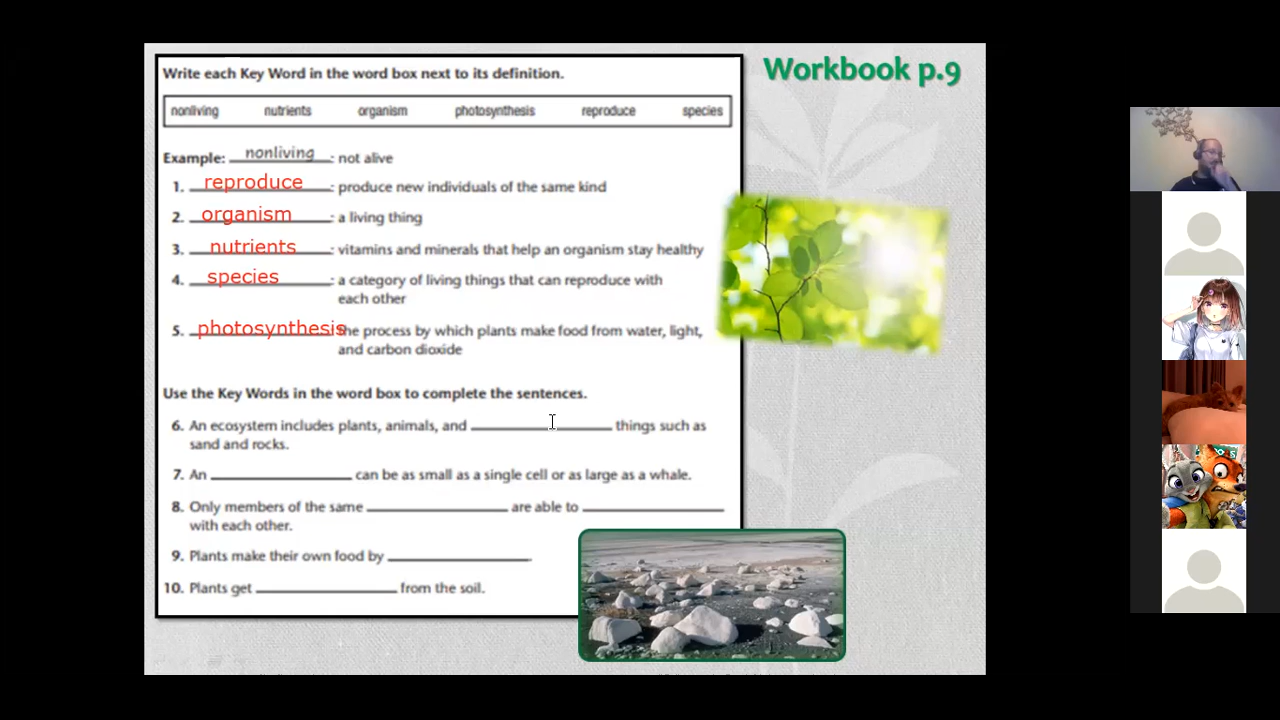 Workbook p.9
Write each Key Word in the word box next to its definition.
nonliving nutrients organism photosynthesis reproduce species
Example: nonliving : not alive
1. reproduce : produce new individuals of the same kind
2. organism : a living thing
3. nutrients : vitamins and minerals that help an organism stay healthy
4. species : a category of living things that can reproduce with
each other
5. photosynthesis the process by which plants make food from water, light,
and carbon dioxide
Use the Key Words in the word box to complete the sentences.
6. An ecosystem includes plants, animals, and ____________ things such as
sand and rocks.
7. An ____________ can be as small as a single cell or as large as a whale.
8. Only members of the same ____________ are able to ____________
with each other.
9. Plants make their own food by ____________.
10. Plants get ____________ from the soil.